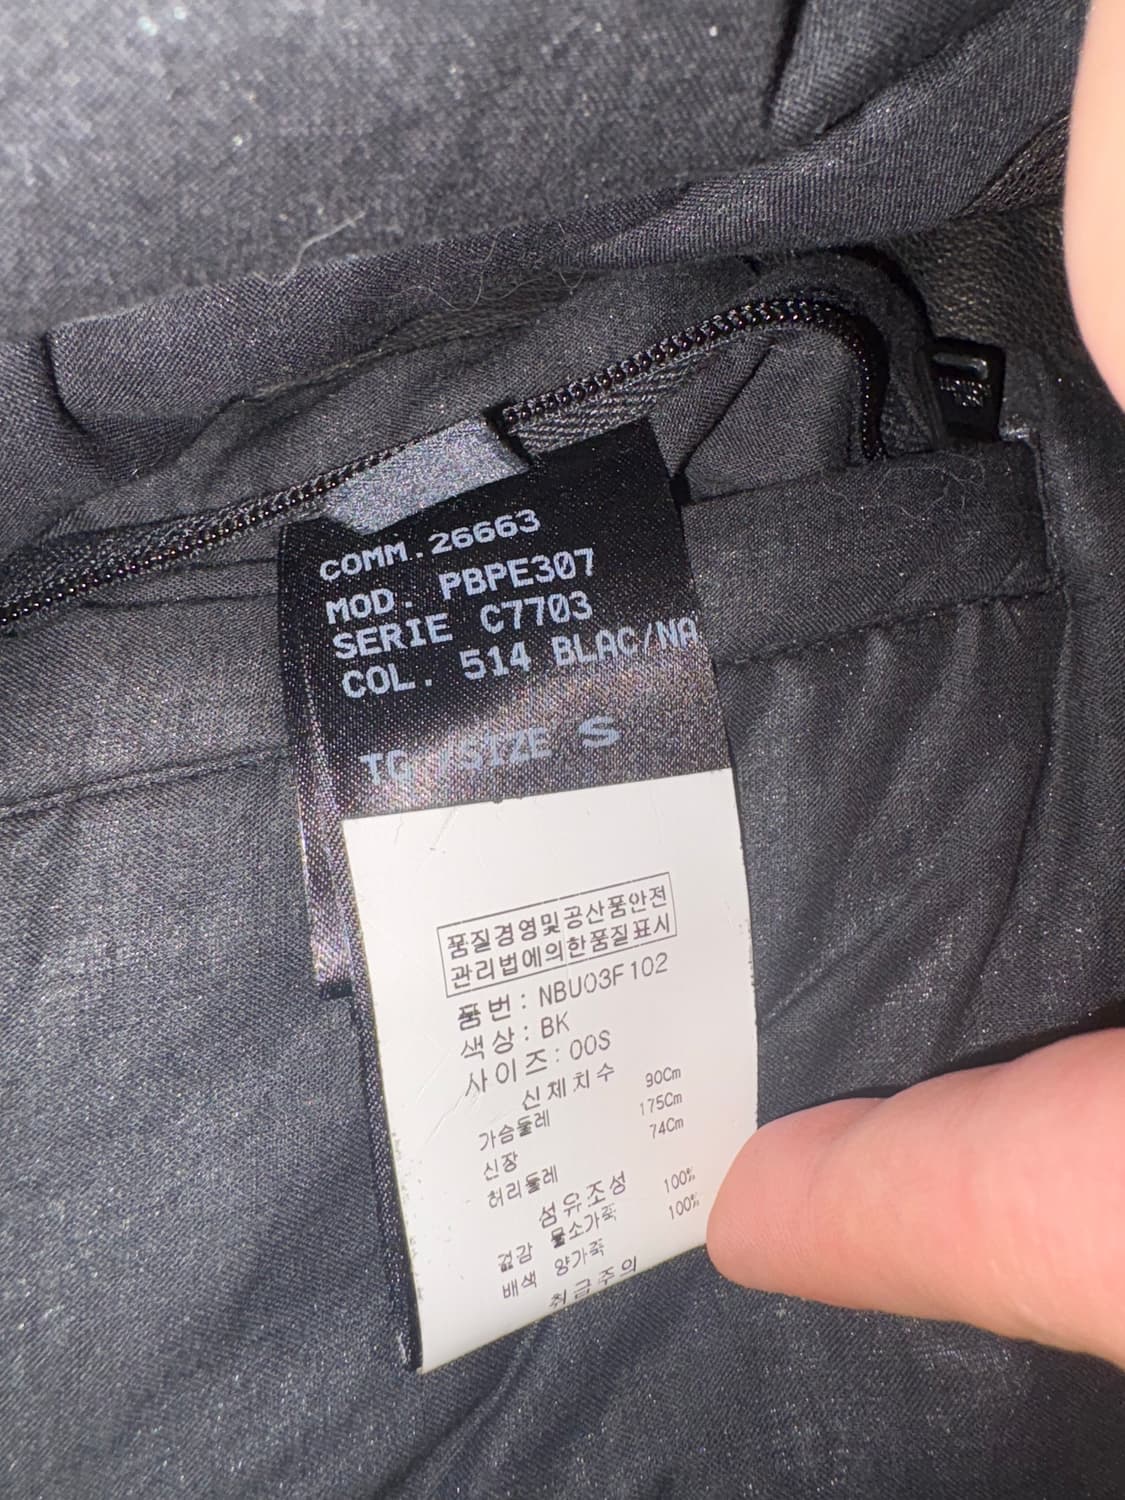 COMM.26663
MOD. PBPE307
SERIE C7703
COL. 514 BLAC/NA
TG /SIZE S
품질경영및공산품안전
관리법에의한품질표시
품번: NBU03F102
색상: BK
사이즈: 00S
신체치수
가슴둘레 90Cm
신장 175Cm
허리둘레 74Cm
섬유조성
겉감 물소가죽 100%
배색 양가죽 100%
취급주의